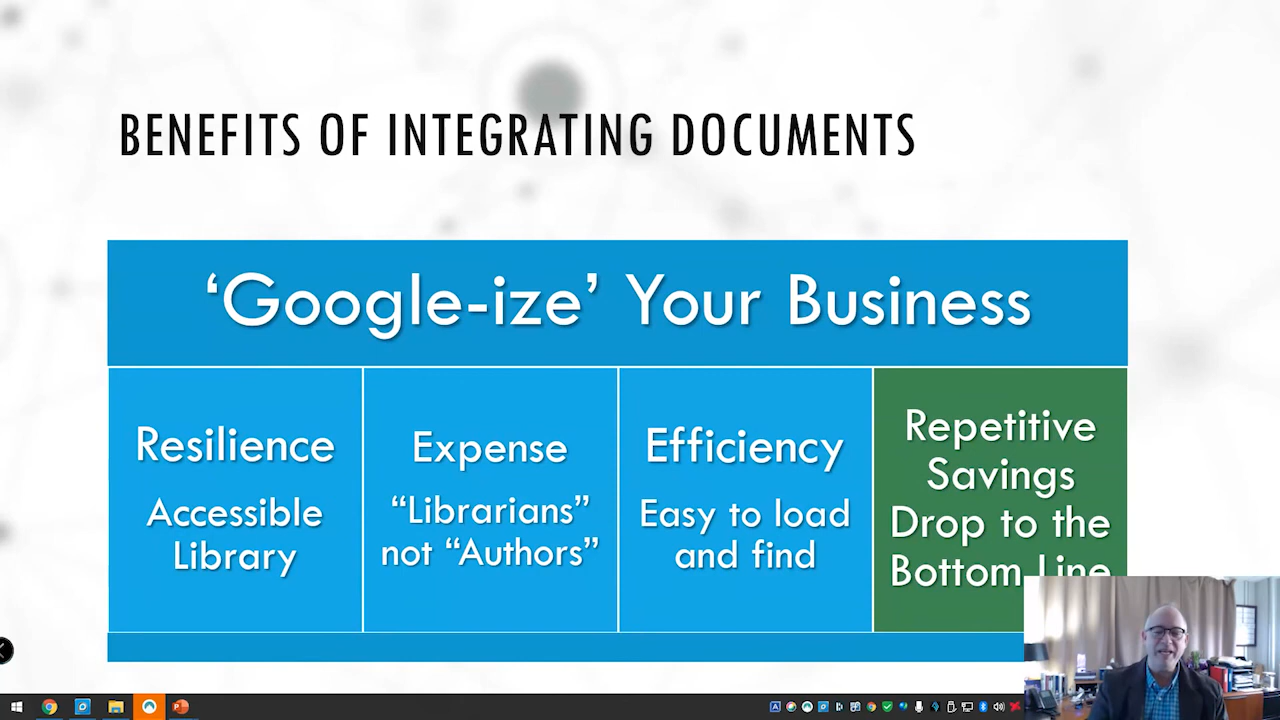 BENEFITS OF INTEGRATING DOCUMENTS
‘Google-ize’ Your Business
Resilience
Accessible
Library
Expense
“Librarians”
not “Authors”
Efficiency
Easy to load
and find
Repetitive
Savings
Drop to the
Bottom Line